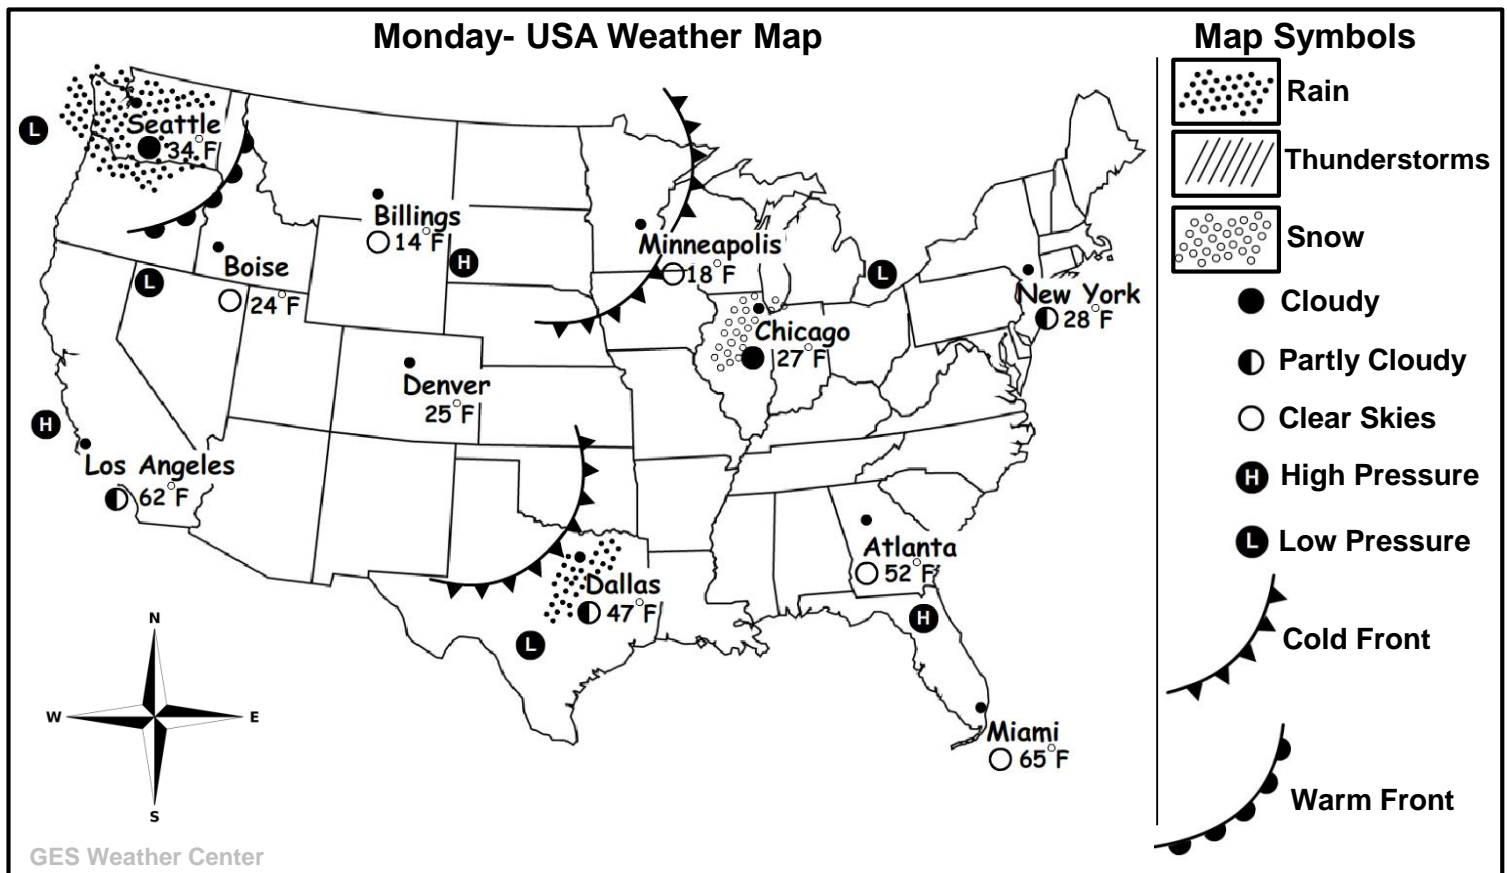 Monday- USA Weather Map
Map Symbols
Rain
Thunderstorms
Snow
Cloudy
Partly Cloudy
Clear Skies
H High Pressure
L Low Pressure
Cold Front
Warm Front
L
Seattle
34°F
Billings
14°F
H
Boise
24°F
L
Minneapolis
18°F
L
New York
28°F
Chicago
27°F
Denver
25°F
H
Los Angeles
62°F
Dallas
47°F
L
Atlanta
52°F
H
Miami
65°F
N
W
E
S
GES Weather Center